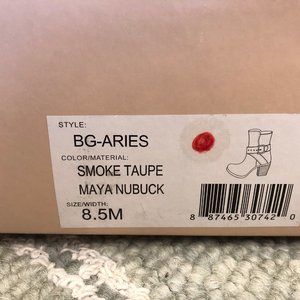 STYLE:
BG-ARIES
COLOR/MATERIAL:
SMOKE TAUPE
MAYA NUBUCK
SIZE/WIDTH:
8.5M
8 87465 30742 0